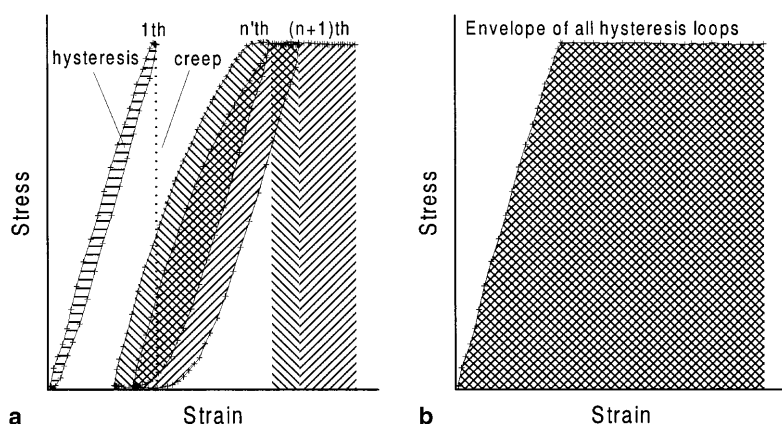 1th
n'th
(n+1)th
hysteresis
creep
Stress
Strain
a
Envelope of all hysteresis loops
Stress
Strain
b